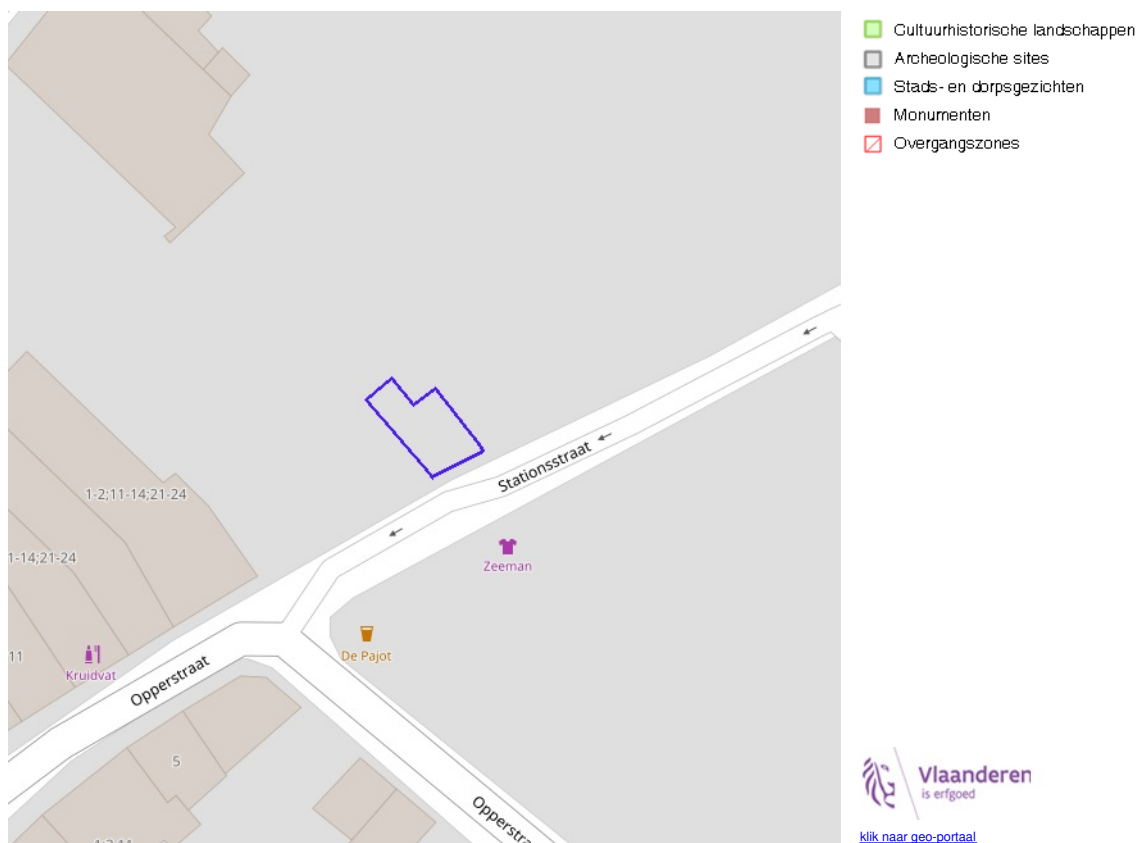 Cultuurhistorische landschappen
Archeologische sites
Stads- en dorpsgezichten
Monumenten
Overgangszones
Stationsstraat
1-2;11-14;21-24
1-14;21-24
Zeeman
De Pajot
11
Kruidvat
Opperstraat
5
Opperstra
Vlaanderen
is erfgoed
klik naar geo-portaal